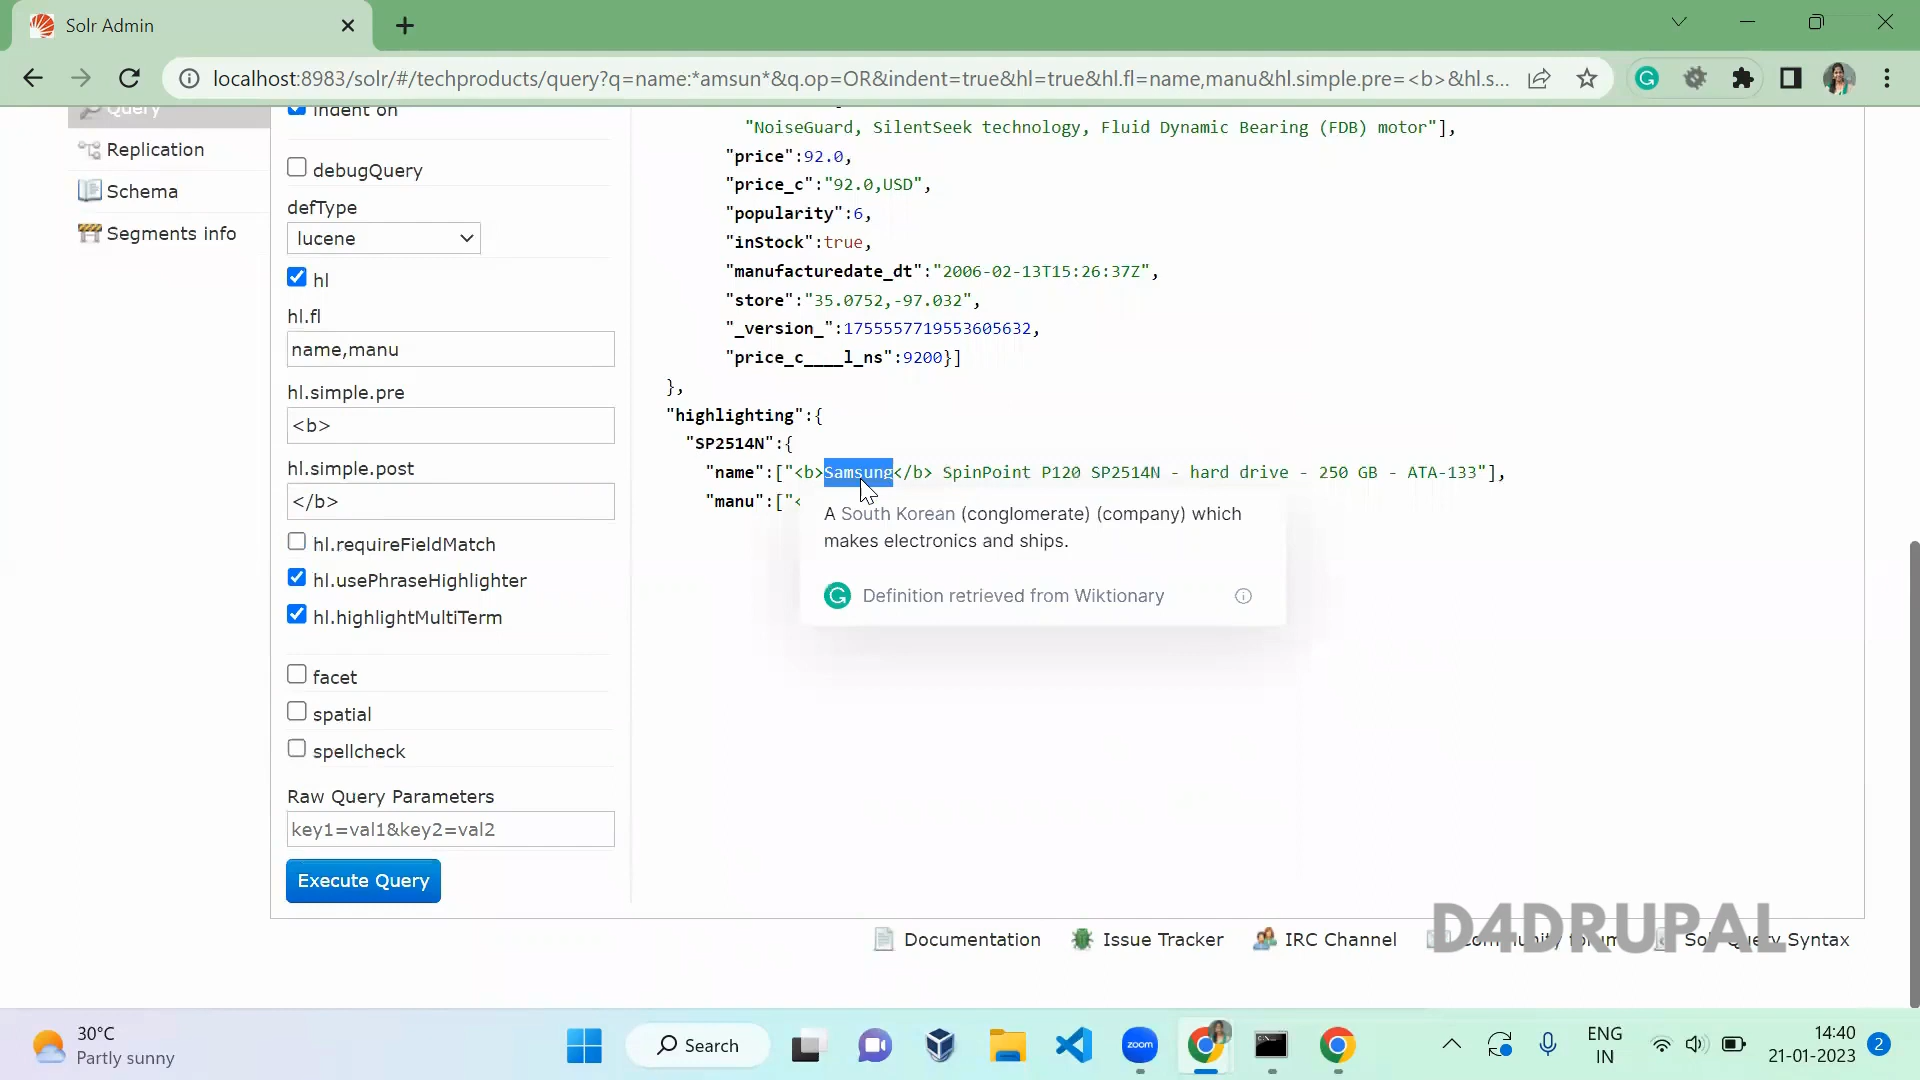 Solr Admin
localhost:8983/solr/#/techproducts/query?q=name:*amsun*&q.op=OR&indent=true&hl=true&hl.fl=name,manu&hl.simple.pre=<b>&hl.s...
Query
Replication
Schema
Segments info
indent on
debugQuery
defType
lucene
hl
hl.fl
name,manu
hl.simple.pre
<b>
hl.simple.post
</b>
hl.requireFieldMatch
hl.usePhraseHighlighter
hl.highlightMultiTerm
facet
spatial
spellcheck
Raw Query Parameters
key1=val1&key2=val2
Execute Query
"NoiseGuard, SilentSeek technology, Fluid Dynamic Bearing (FDB) motor"],
"price":92.0,
"price_c":"92.0,USD",
"popularity":6,
"inStock":true,
"manufacturedate_dt":"2006-02-13T15:26:37Z",
"store":"35.0752,-97.032",
"_version_":1755557719553605632,
"price_c____l_ns":9200}]
},
"highlighting":{
"SP2514N":{
"name":["<b>Samsung</b> SpinPoint P120 SP2514N - hard drive - 250 GB - ATA-133"],
"manu":["<
A South Korean (conglomerate) (company) which
makes electronics and ships.
Definition retrieved from Wiktionary
Documentation
Issue Tracker
IRC Channel
Solr Query Syntax
D4DRUPAL
30°C
Partly sunny
Search
zoom
ENG
IN
14:40
21-01-2023
2